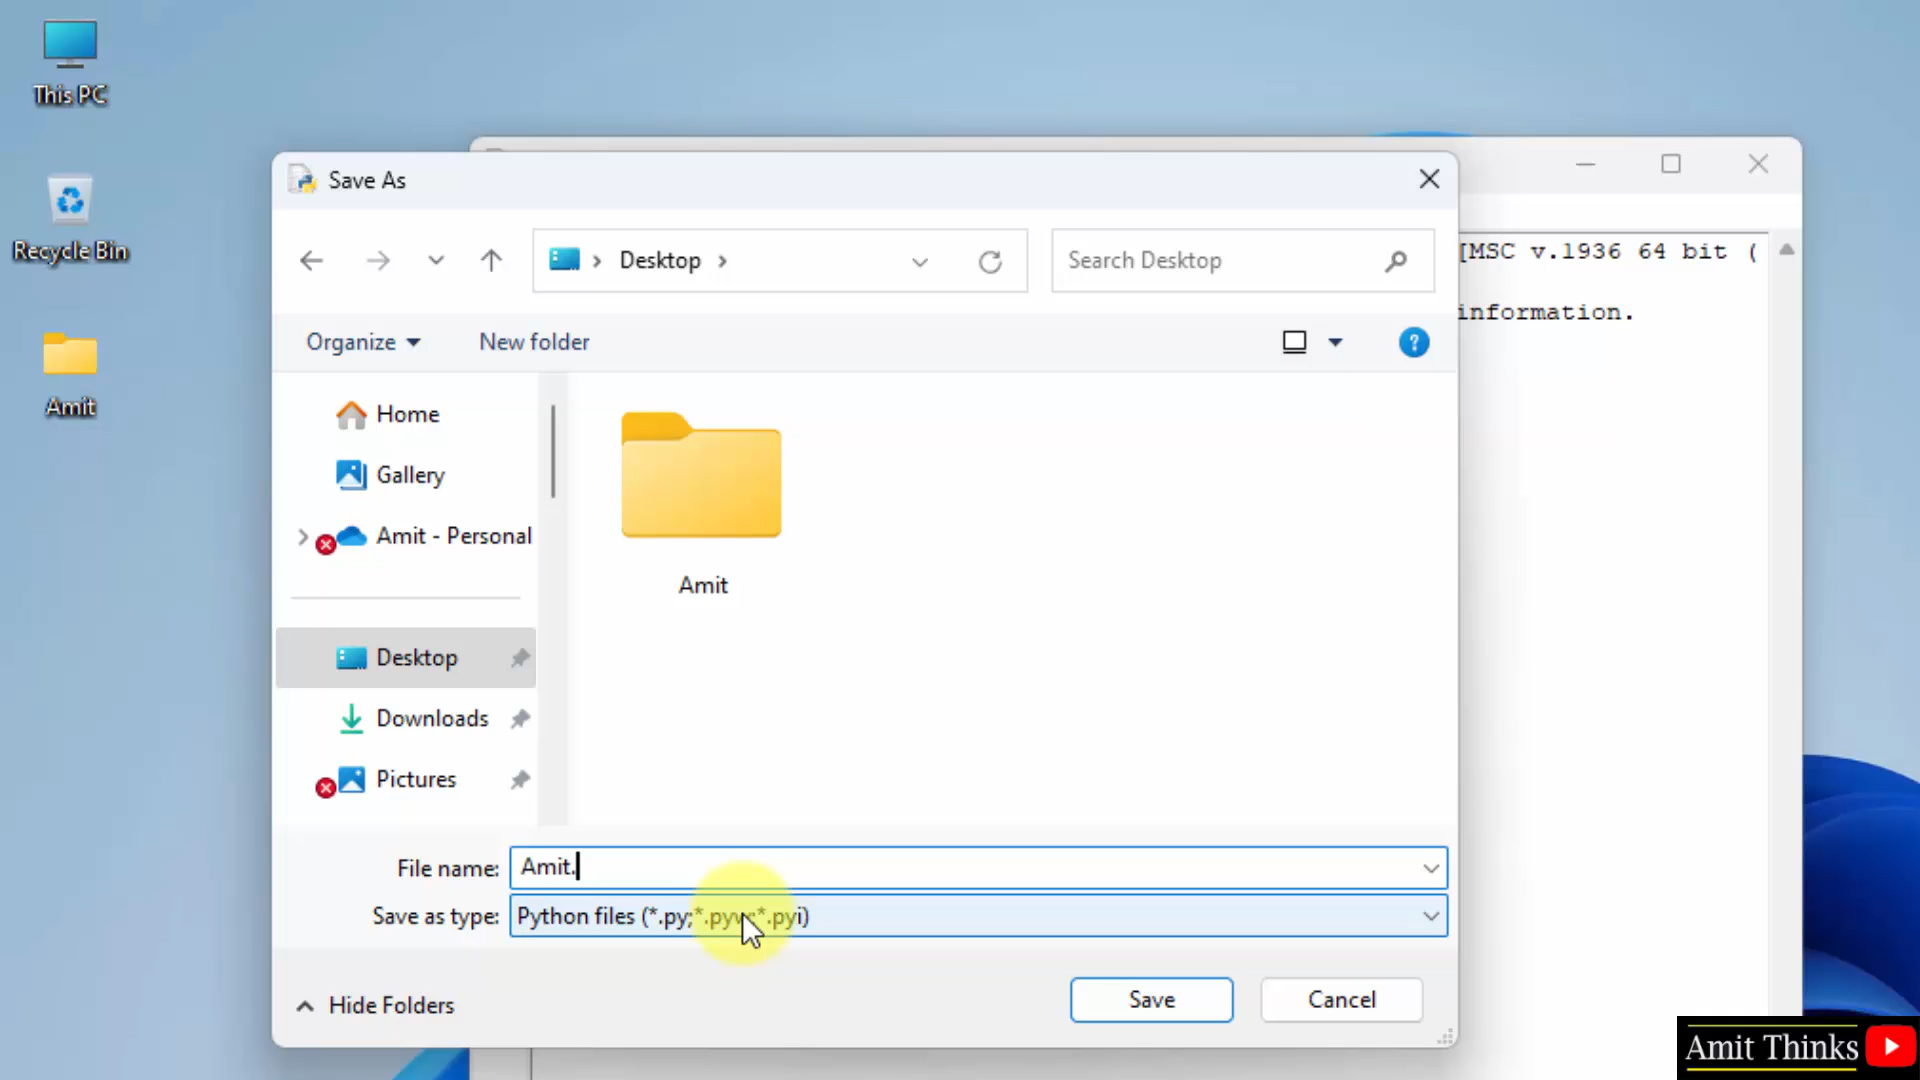 This PC
Recycle Bin
Amit
Save As
Desktop
Search Desktop
[MSC v.1936 64 bit (
information.
Organize
New folder
?
Home
Gallery
Amit - Personal
Desktop
Downloads
Pictures
Amit
File name: Amit.
Save as type: Python files (*.py;*.pyw;*.pyi)
Hide Folders
Save
Cancel
Amit Thinks